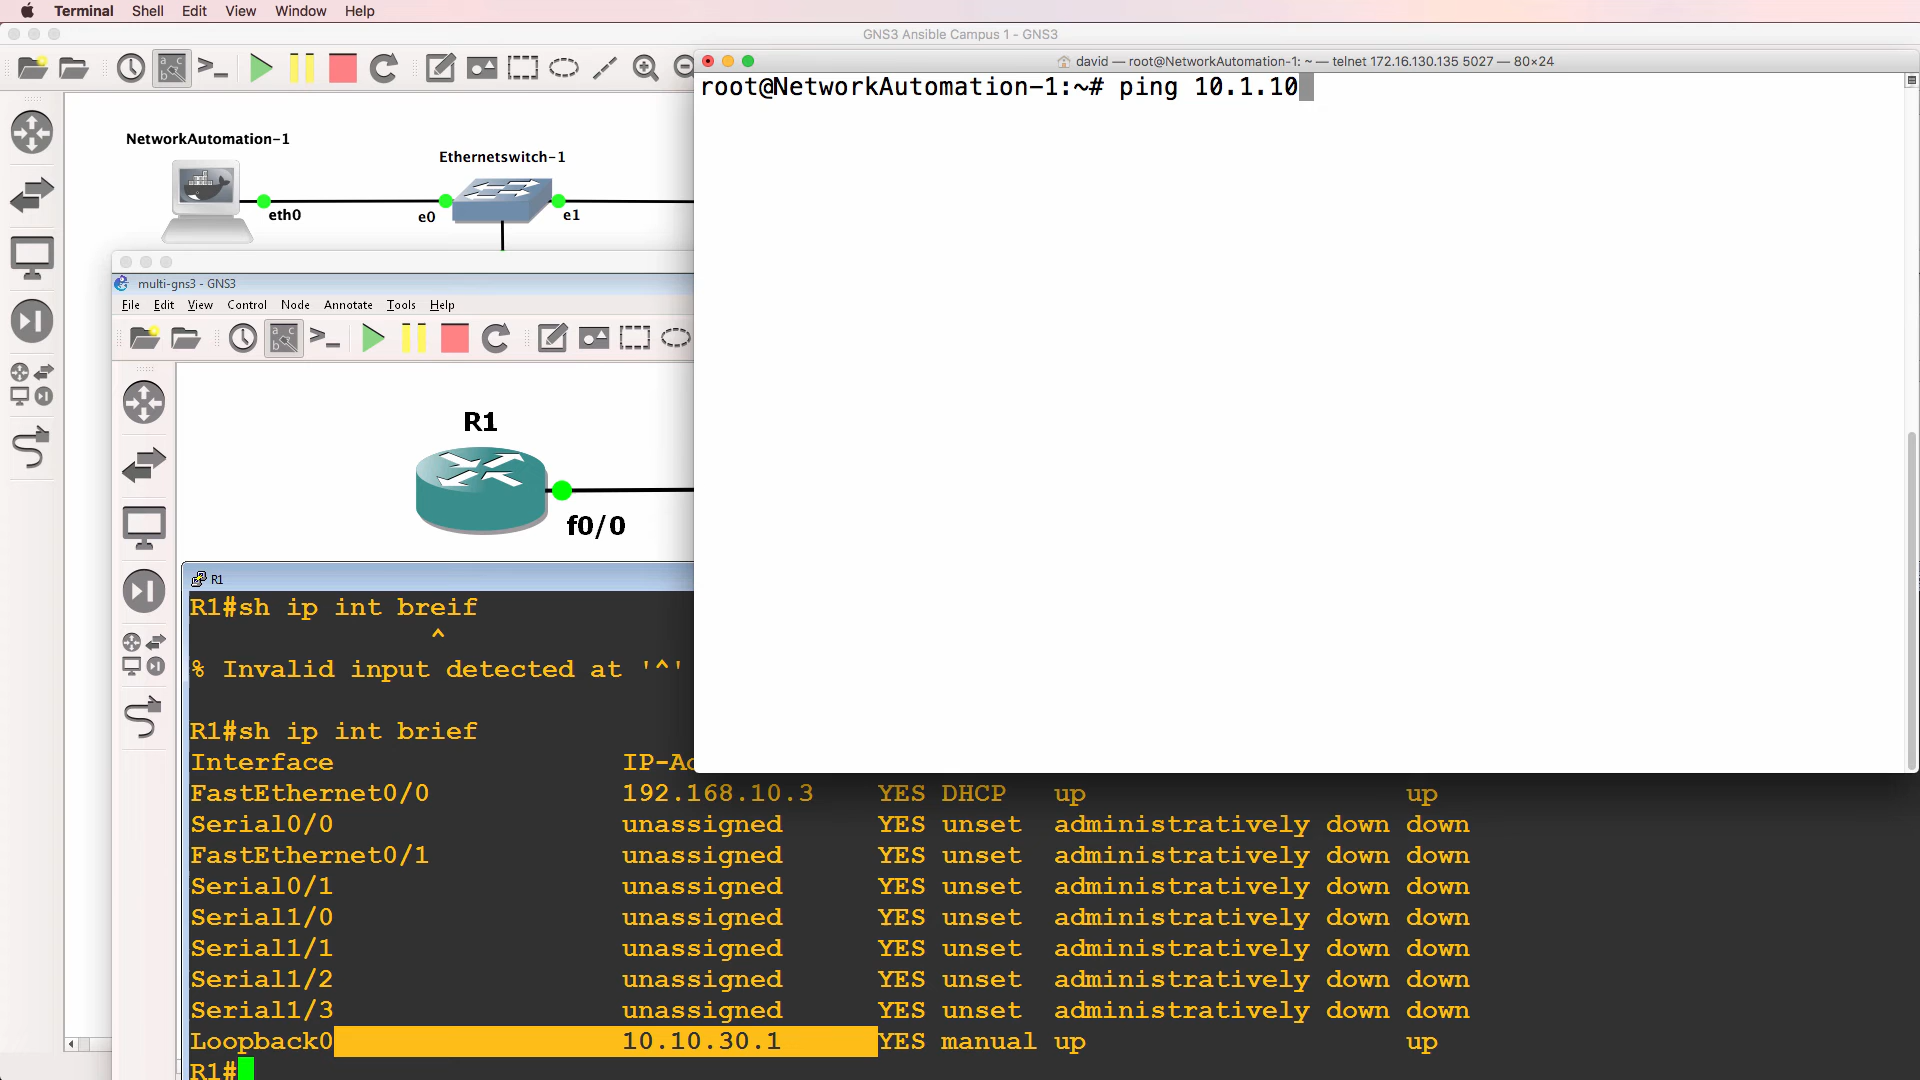 Terminal Shell Edit View Window Help
GNS3 Ansible Campus 1 - GNS3
david — root@NetworkAutomation-1: ~ — telnet 172.16.130.135 5027 — 80×24
root@NetworkAutomation-1:~# ping 10.1.10
NetworkAutomation-1
Ethernetswitch-1
eth0
e0
e1
multi-gns3 - GNS3
File Edit View Control Node Annotate Tools Help
R1
f0/0
R1
R1#sh ip int breif
^
% Invalid input detected at '^'
R1#sh ip int brief
Interface IP-Ad
FastEthernet0/0 192.168.10.3 YES DHCP up up
Serial0/0 unassigned YES unset administratively down down
FastEthernet0/1 unassigned YES unset administratively down down
Serial0/1 unassigned YES unset administratively down down
Serial1/0 unassigned YES unset administratively down down
Serial1/1 unassigned YES unset administratively down down
Serial1/2 unassigned YES unset administratively down down
Serial1/3 unassigned YES unset administratively down down
Loopback0 10.10.30.1 YES manual up up
R1#